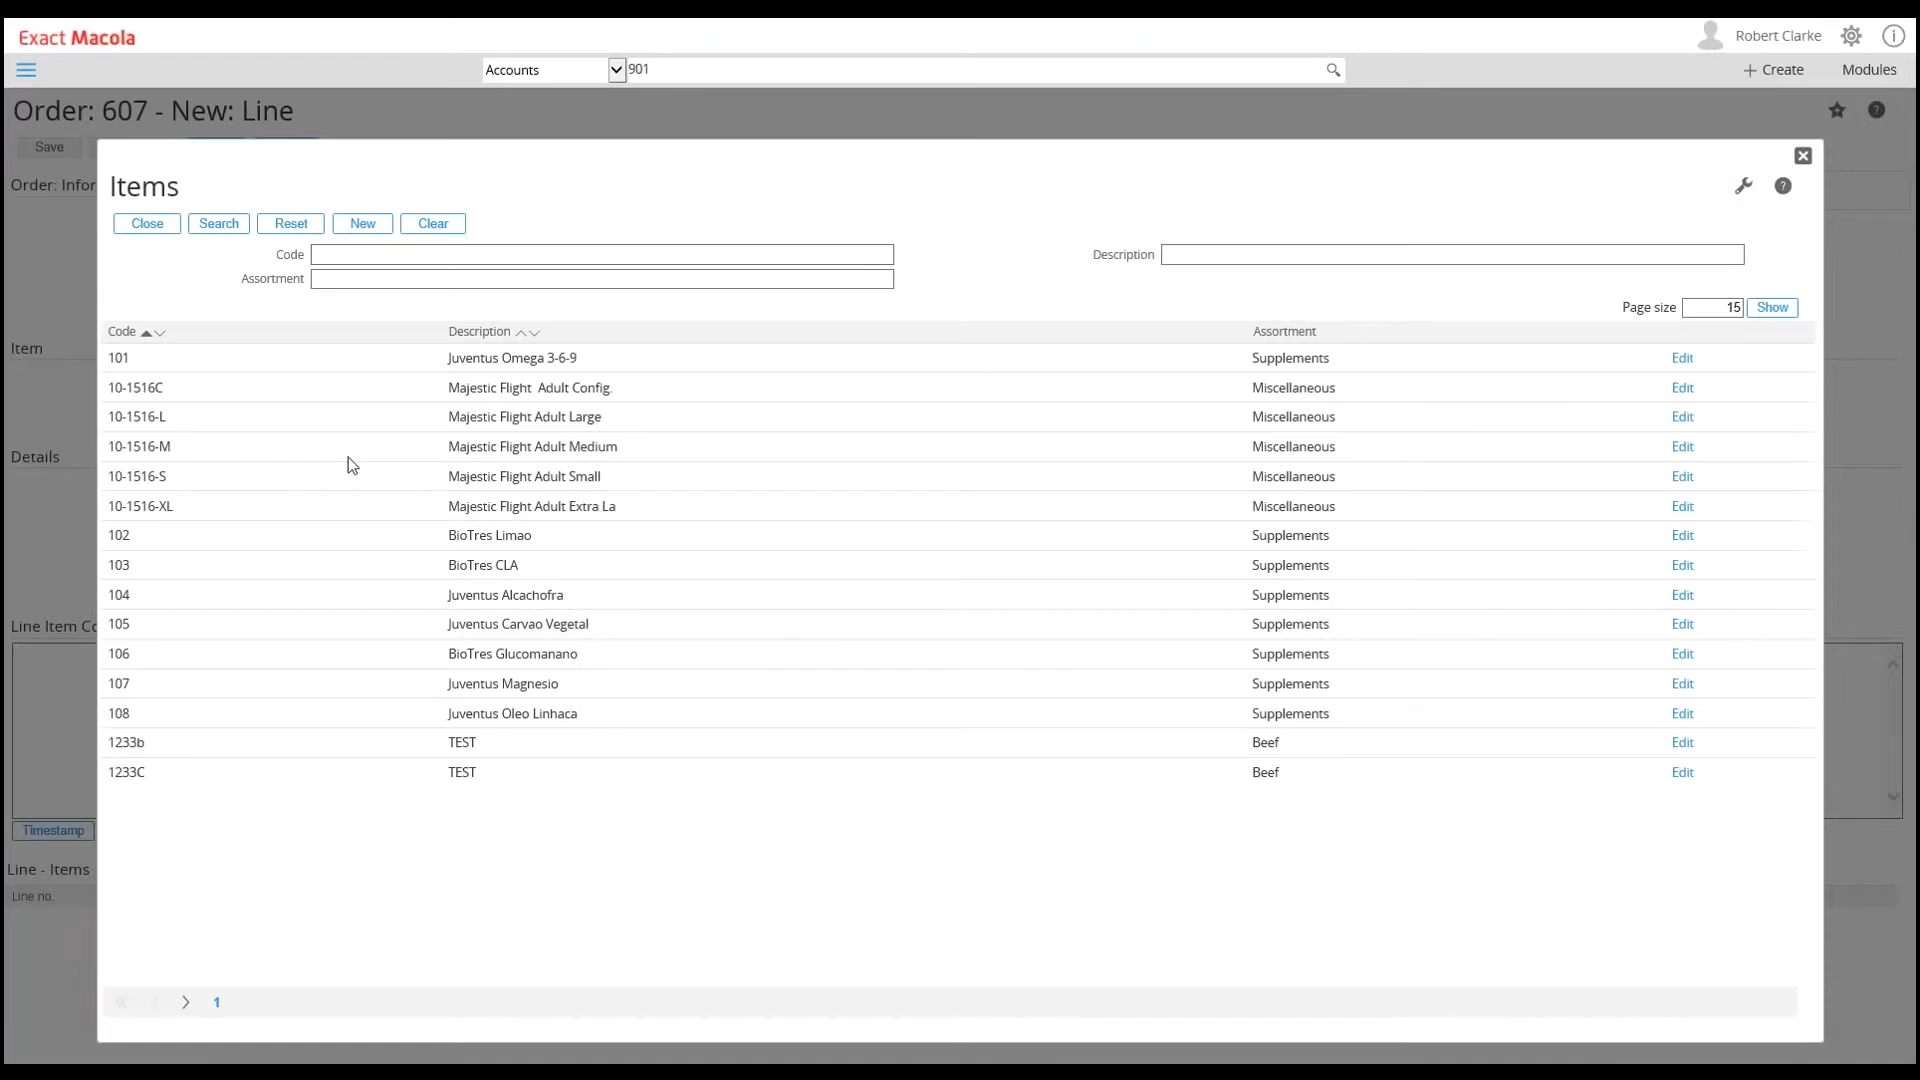 Exact Macola
Robert Clarke
Accounts 901
Create Modules
Order: 607 - New: Line
Save
Order: Infor
Items
Close Search Reset New Clear
Code Description
Assortment
Page size 15 Show
Code Description Assortment
101 Juventus Omega 3-6-9 Supplements Edit
10-1516C Majestic Flight Adult Config. Miscellaneous Edit
10-1516-L Majestic Flight Adult Large Miscellaneous Edit
10-1516-M Majestic Flight Adult Medium Miscellaneous Edit
10-1516-S Majestic Flight Adult Small Miscellaneous Edit
10-1516-XL Majestic Flight Adult Extra La Miscellaneous Edit
102 BioTres Limao Supplements Edit
103 BioTres CLA Supplements Edit
104 Juventus Alcachofra Supplements Edit
105 Juventus Carvao Vegetal Supplements Edit
106 BioTres Glucomanano Supplements Edit
107 Juventus Magnesio Supplements Edit
108 Juventus Oleo Linhaca Supplements Edit
1233b TEST Beef Edit
1233C TEST Beef Edit
1
Item
Details
Line Item Co
Timestamp
Line - Items
Line no.